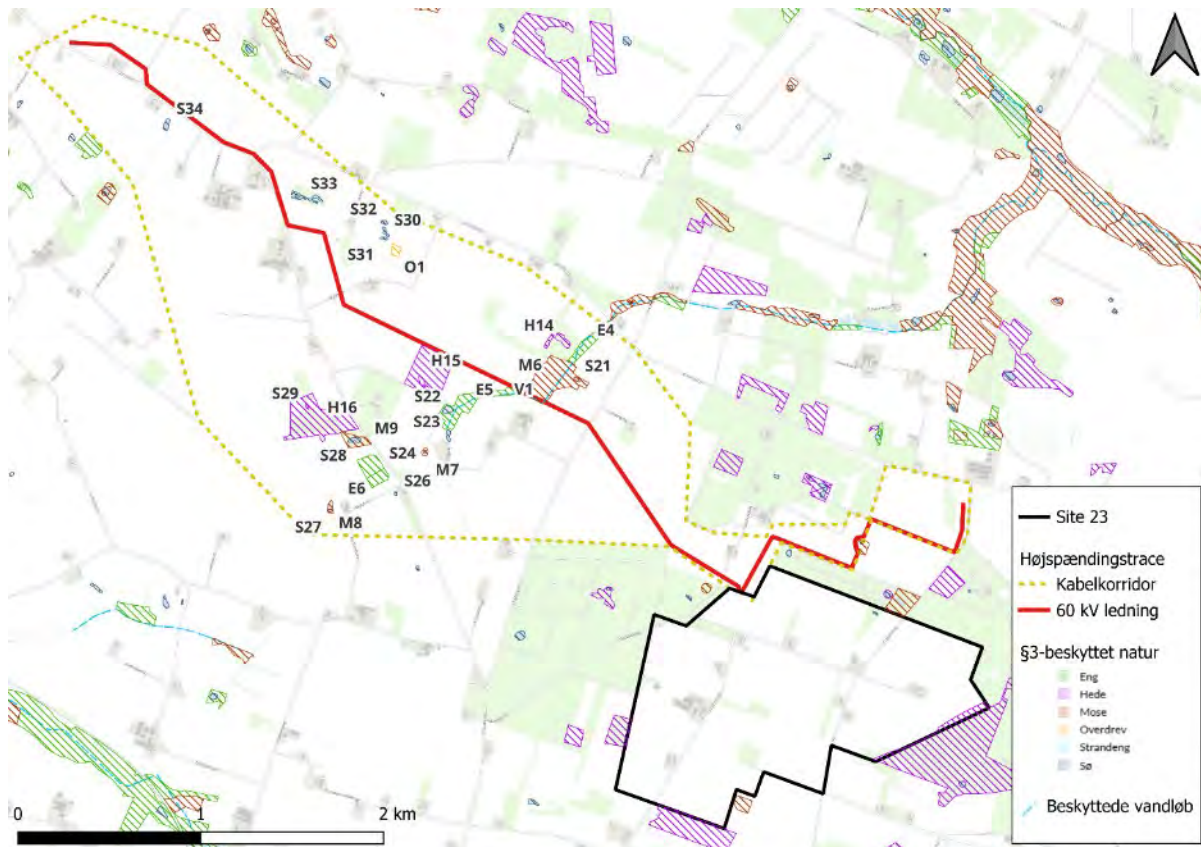 S34
S33
S32
S30
S31
O1
H14
E4
M6
S21
H15
E5
V1
S22
S29
H16
S23
M9
S28
S24
M7
E6
S26
S27
M8
Site 23
Højspændingstrace
Kabelkorridor
60 kV ledning
§3-beskyttet natur
Eng
Hede
Mose
Overdrev
Strandeng
Sø
Beskyttede vandløb
0
1
2 km